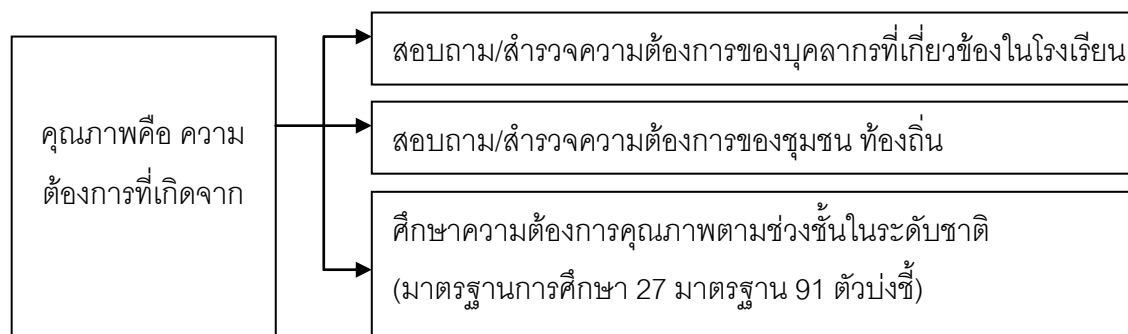 คุณภาพคือ ความ
ต้องการที่เกิดจาก
สอบถาม/สำรวจความต้องการของบุคลากรที่เกี่ยวข้องในโรงเรียน
สอบถาม/สำรวจความต้องการของชุมชน ท้องถิ่น
ศึกษาความต้องการคุณภาพตามช่วงชั้นในระดับชาติ
(มาตรฐานการศึกษา 27 มาตรฐาน 91 ตัวบ่งชี้)